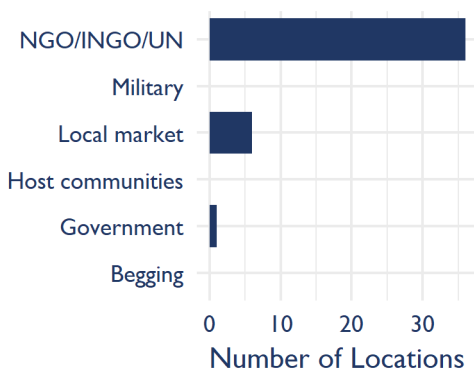 NGO/INGO/UN
Military
Local market
Host communities
Government
Begging
0 10 20 30
Number of Locations